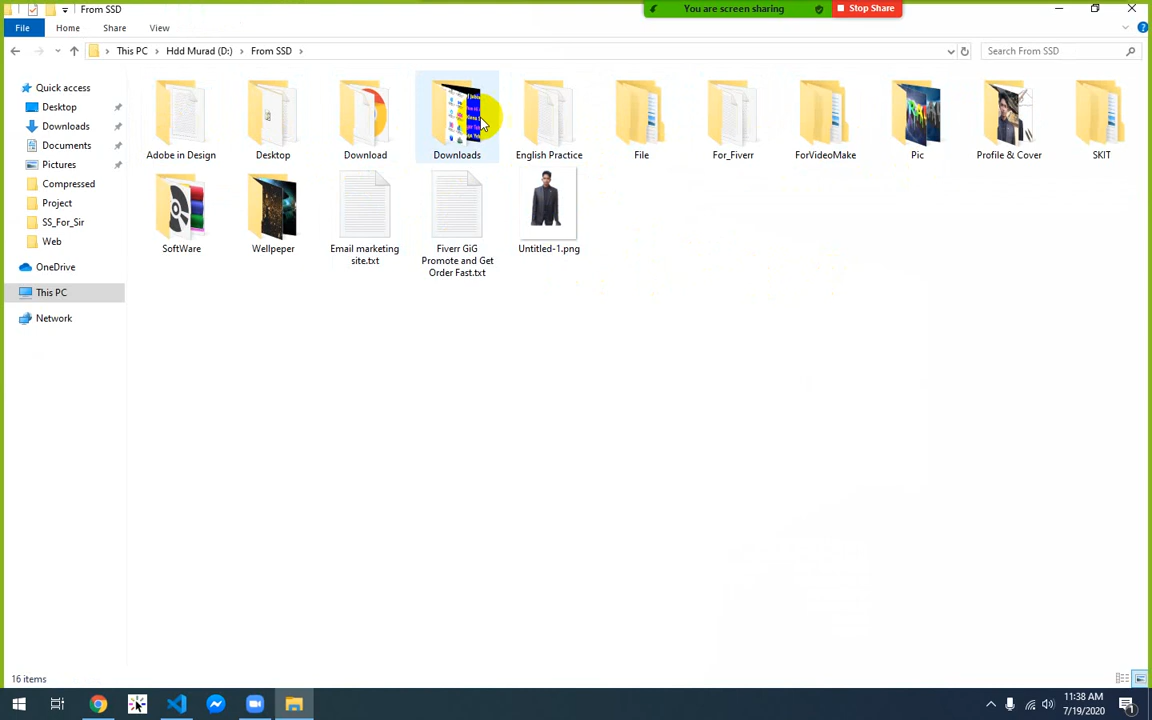 From SSD
You are screen sharing
Stop Share
File Home Share View
This PC Hdd Murad (D:) From SSD
Search From SSD
Quick access
Desktop
Downloads
Documents
Pictures
Compressed
Project
SS_For_Sir
Web
OneDrive
This PC
Network
Adobe in Design
Desktop
Download
Downloads
English Practice
File
For_Fiverr
ForVideoMake
Pic
Profile & Cover
SKIT
SoftWare
Wellpeper
Email marketing
site.txt
Fiverr GiG
Promote and Get
Order Fast.txt
Untitled-1.png
16 items
11:38 AM
7/19/2020
1